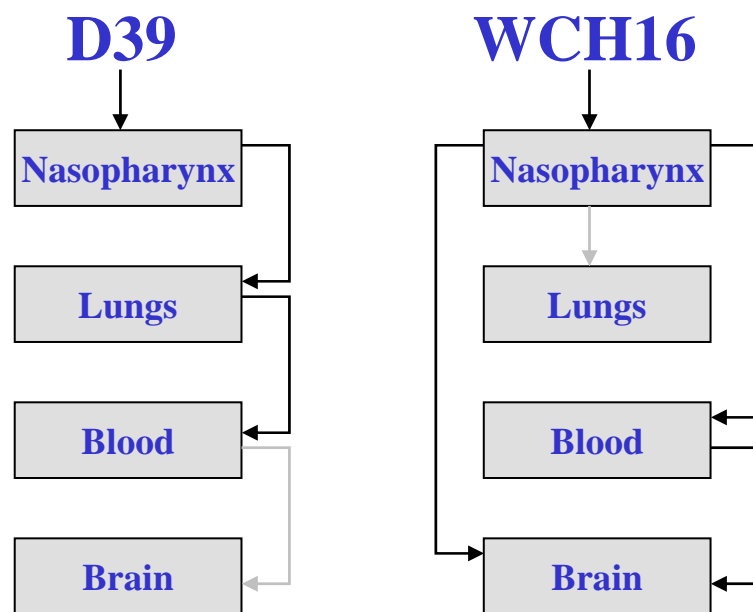 D39
Nasopharynx
Lungs
Blood
Brain
WCH16
Nasopharynx
Lungs
Blood
Brain